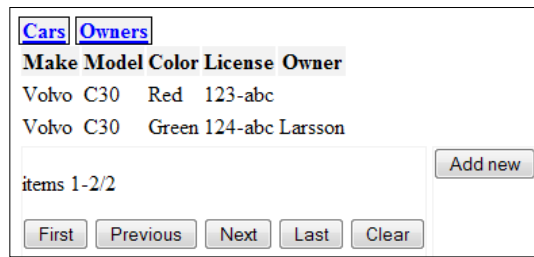 Cars Owners
Make Model Color License Owner
Volvo C30 Red 123-abc
Volvo C30 Green 124-abc Larsson
Add new
items 1-2/2
First Previous Next Last Clear